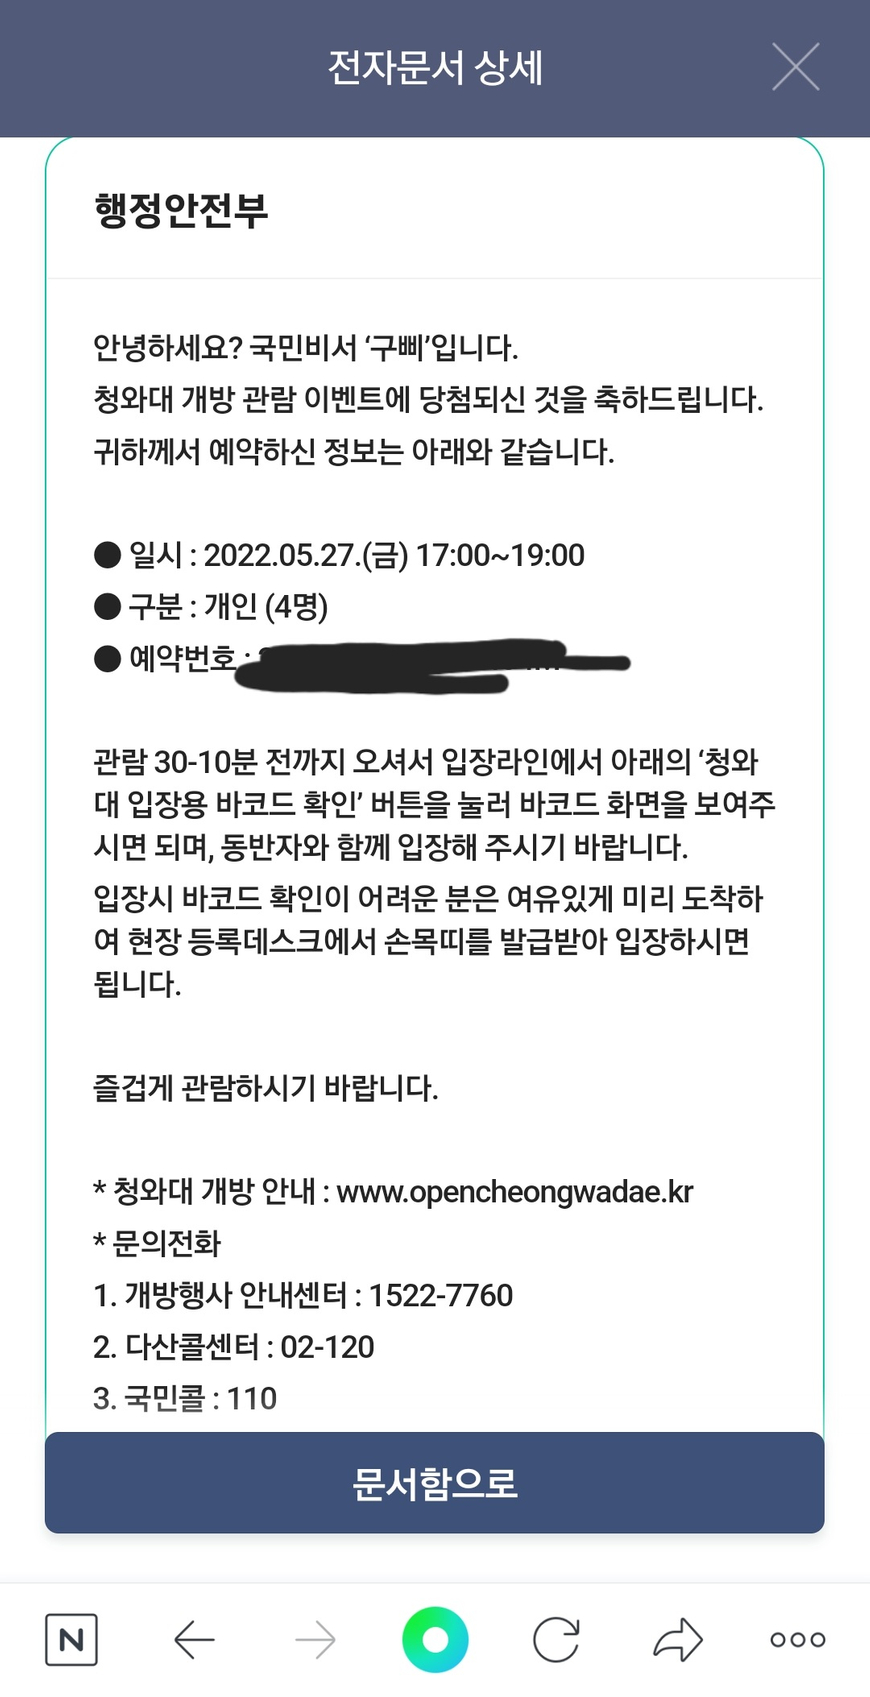 전자문서 상세
행정안전부
안녕하세요? 국민비서 ‘구삐’입니다.
청와대 개방 관람 이벤트에 당첨되신 것을 축하드립니다.
귀하께서 예약하신 정보는 아래와 같습니다.
● 일시 : 2022.05.27.(금) 17:00~19:00
● 구분 : 개인 (4명)
● 예약번호 :
관람 30-10분 전까지 오셔서 입장라인에서 아래의 ‘청와
대 입장용 바코드 확인’ 버튼을 눌러 바코드 화면을 보여주
시면 되며, 동반자와 함께 입장해 주시기 바랍니다.
입장시 바코드 확인이 어려운 분은 여유있게 미리 도착하
여 현장 등록데스크에서 손목띠를 발급받아 입장하시면
됩니다.
즐겁게 관람하시기 바랍니다.
* 청와대 개방 안내 : www.opencheongwadae.kr
* 문의전화
1. 개방행사 안내센터 : 1522-7760
2. 다산콜센터 : 02-120
3. 국민콜 : 110
문서함으로
N